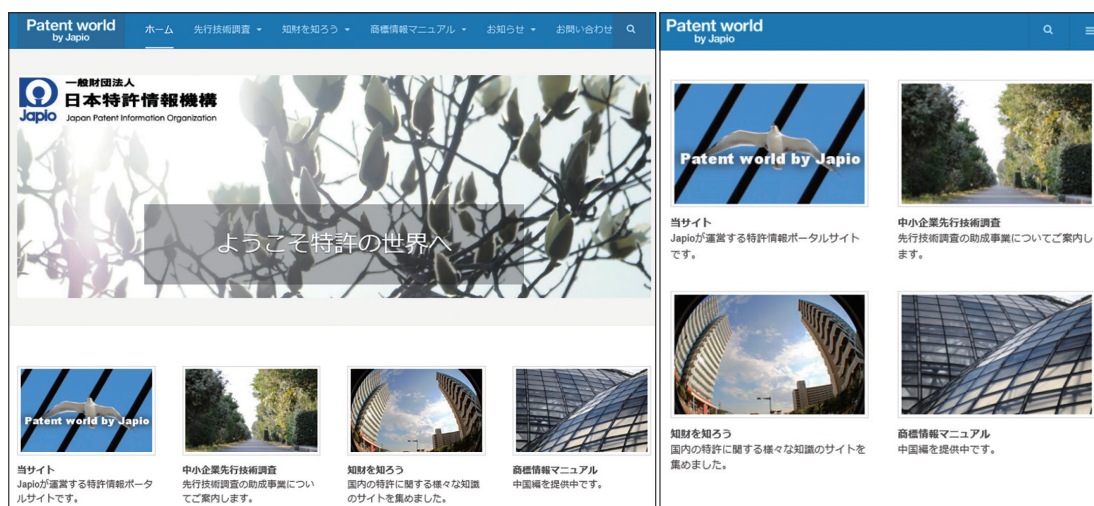 Patent world
by Japio
ホーム
先行技術調査
知財を知ろう
商標情報マニュアル
お知らせ
お問い合わせ
Japio
一般財団法人
日本特許情報機構
Japan Patent Information Organization
ようこそ特許の世界へ
Patent world by Japio
当サイト
Japioが運営する特許情報ポータ
ルサイトです。
中小企業先行技術調査
先行技術調査の助成事業につい
てご案内します。
知財を知ろう
国内の特許に関する様々な知識
のサイトを集めました。
商標情報マニュアル
中国編を提供中です。
Patent world
by Japio
Patent world by Japio
当サイト
Japioが運営する特許情報ポータルサイト
です。
中小企業先行技術調査
先行技術調査の助成事業についてご案内し
ます。
知財を知ろう
国内の特許に関する様々な知識のサイトを
集めました。
商標情報マニュアル
中国編を提供中です。